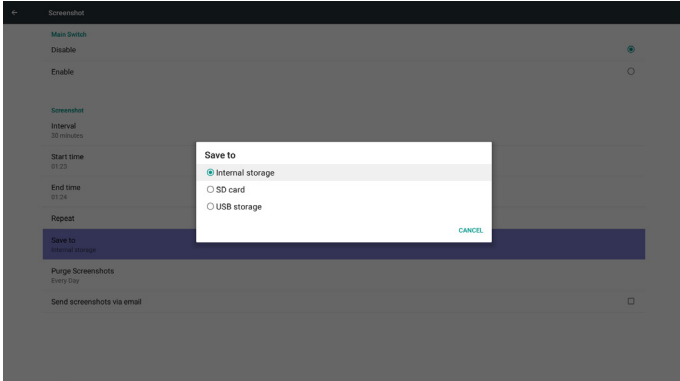 Screenshot
Main Switch
Disable
Enable
Screenshot
Interval
30 minutes
Start time
01:23
End time
01:24
Repeat
Save to
Internal storage
Purge Screenshots
Every Day
Send screenshots via email
Save to
Internal storage
SD card
USB storage
CANCEL